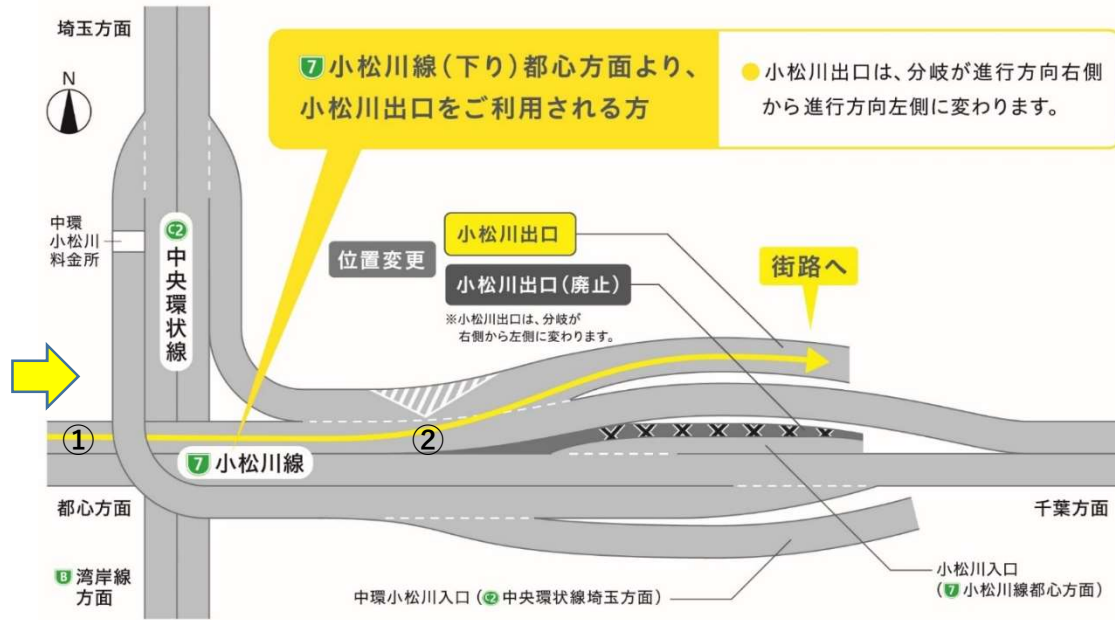 埼玉方面
N
7 小松川線(下り)都心方面より、
小松川出口をご利用される方
●小松川出口は、分岐が進行方向右側
から進行方向左側に変わります。
中環
小松川
料金所
C2
中央環状線
位置変更
小松川出口
小松川出口(廃止)
※小松川出口は、分岐が
右側から左側に変わります。
街路へ
①
②
7 小松川線
都心方面
千葉方面
B 湾岸線
方面
中環小松川入口(C2中央環状線埼玉方面)
小松川入口
(7 小松川線都心方面)